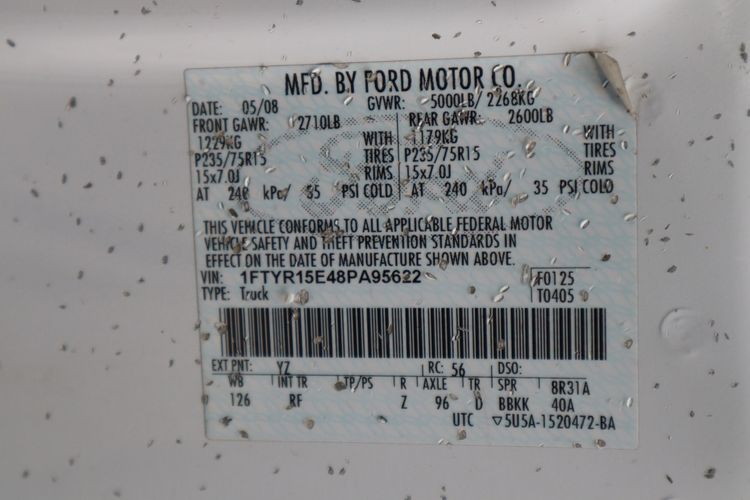 MFD. BY FORD MOTOR CO.
DATE: 05/08 GVWR: 5000LB/ 2268KG
FRONT GAWR: 2710LB REAR GAWR: 2600LB
1229KG WITH 1179KG WITH
P235/75R15 TIRES P235/75R15 TIRES
15x7.0J RIMS 15x7.0J RIMS
AT 240 kPa/ 35 PSI COLD AT 240 kPa/ 35 PSI COLD
THIS VEHICLE CONFORMS TO ALL APPLICABLE FEDERAL MOTOR
VEHICLE SAFETY AND THEFT PREVENTION STANDARDS IN
EFFECT ON THE DATE OF MANUFACTURE SHOWN ABOVE.
VIN: 1FTYR15E48PA95622 F0125
TYPE: Truck T0405
EXT PNT: YZ RC: 56 DSO:
WB INT TR TP/PS R AXLE TR SPR 8R31A
126 RF Z 96 D BBKK 40A
UTC ▽5U5A-1520472-BA